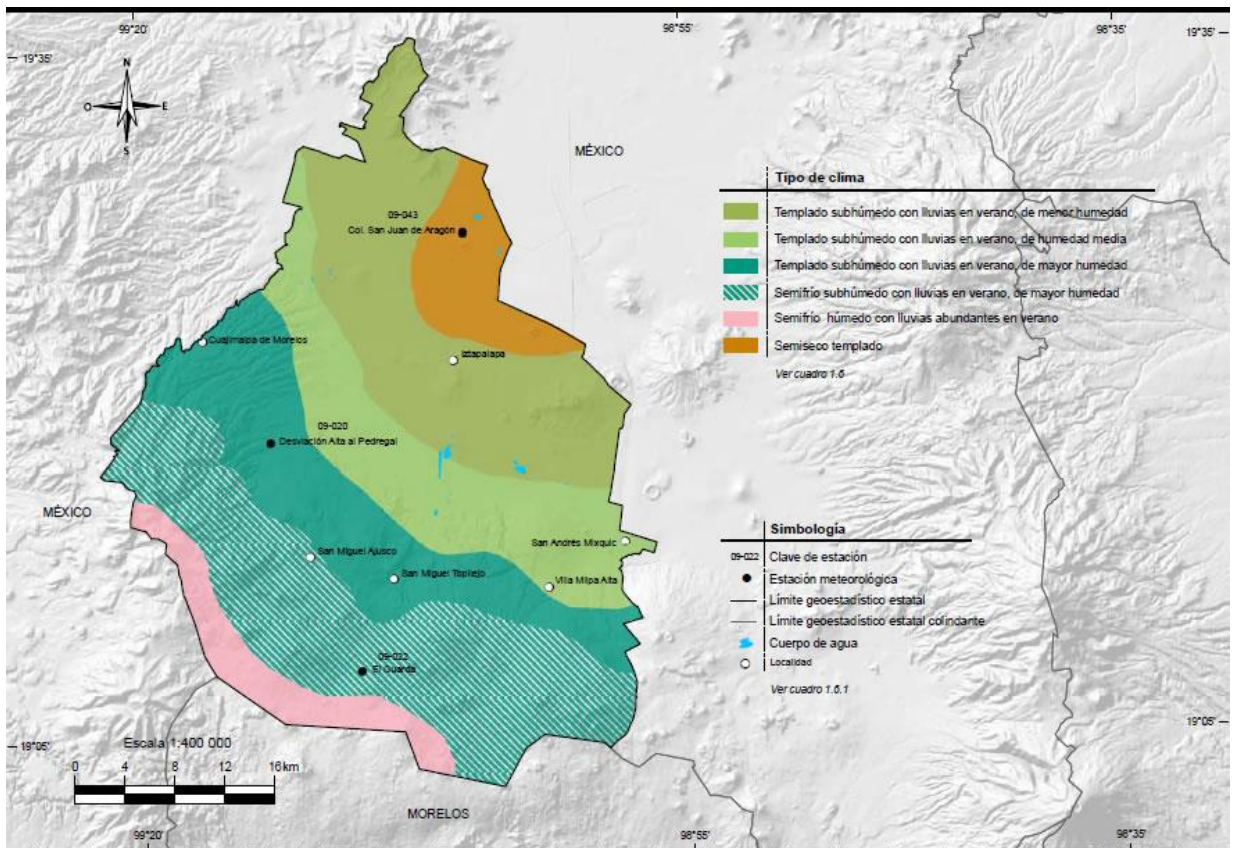 99°20'
98°55'
98°35'
19°35'
19°35'
N
O
E
S
MÉXICO
09-043
Col. San Juan de Aragón
Cuajimalpa de Morelos
Iztapalapa
09-020
Desviación Alta al Pedregal
MÉXICO
San Miguel Ajusco
San Miguel Topilejo
San Andrés Mixquic
Villa Milpa Alta
09-022
El Guarda
Tipo de clima
Templado subhúmedo con lluvias en verano, de menor humedad
Templado subhúmedo con lluvias en verano, de humedad media
Templado subhúmedo con lluvias en verano, de mayor humedad
Semifrío subhúmedo con lluvias en verano, de mayor humedad
Semifrío húmedo con lluvias abundantes en verano
Semiseco templado
Ver cuadro 1.6
Simbología
09-022 Clave de estación
Estación meteorológica
Límite geoestadístico estatal
Límite geoestadístico estatal colindante
Cuerpo de agua
Localidad
Ver cuadro 1.6.1
19°05'
19°05'
Escala 1:400 000
0 4 8 12 16 km
MORELOS
99°20'
98°55'
98°35'